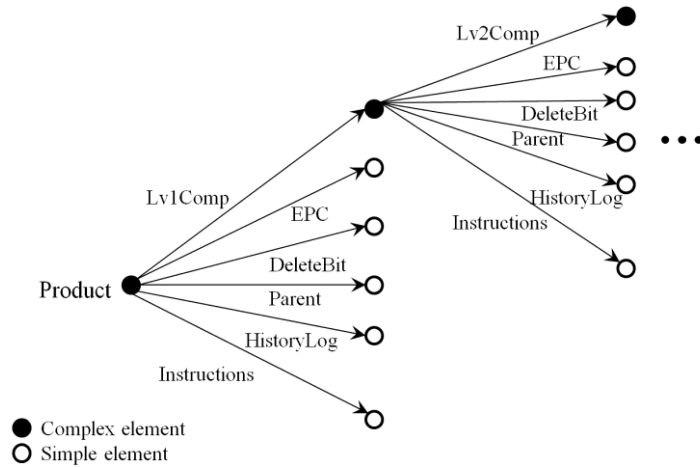 Lv2Comp
EPC
DeleteBit
Parent
HistoryLog
Instructions
Lv1Comp
EPC
DeleteBit
Parent
HistoryLog
Instructions
Product
Complex element
Simple element